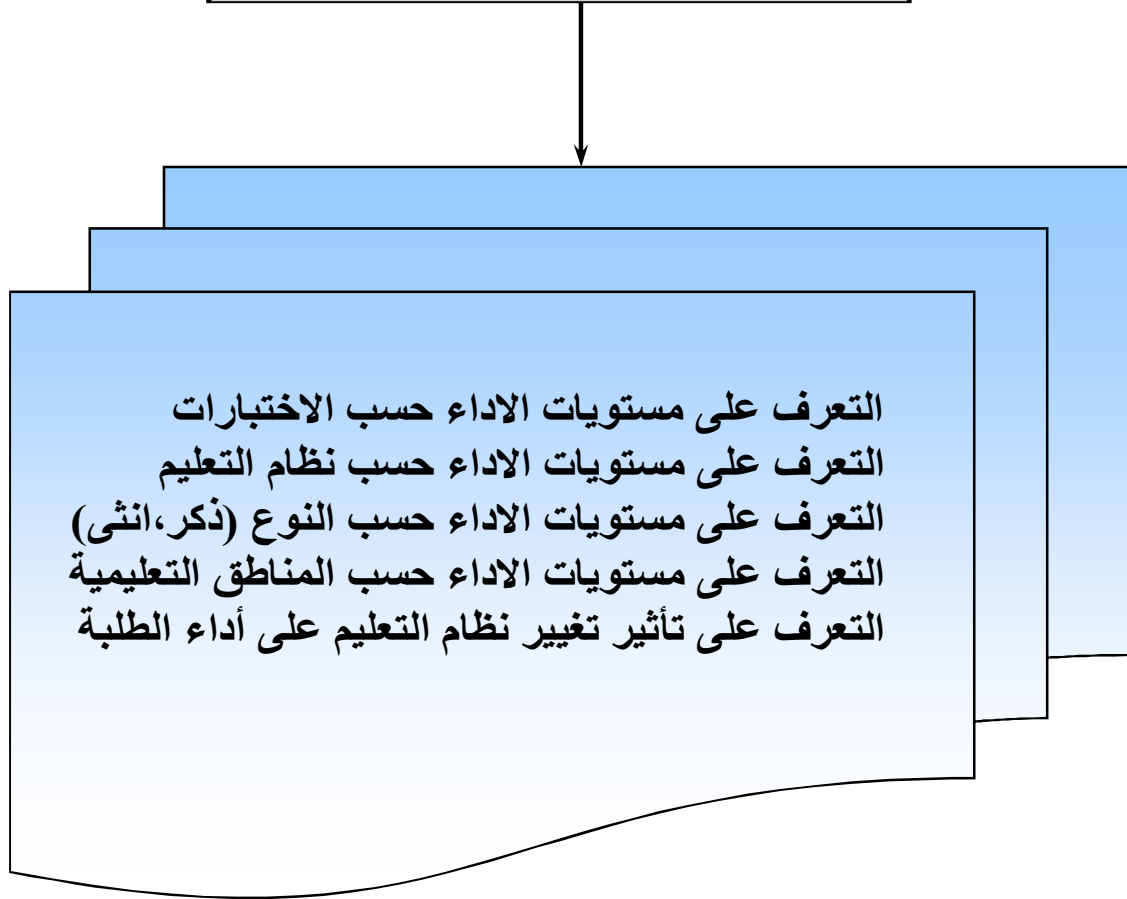 التعرف على مستويات الاداء حسب الاختبارات
التعرف على مستويات الاداء حسب نظام التعليم
التعرف على مستويات الاداء حسب النوع (ذكر،انثى)
التعرف على مستويات الاداء حسب المناطق التعليمية
التعرف على تأثير تغيير نظام التعليم على أداء الطلبة